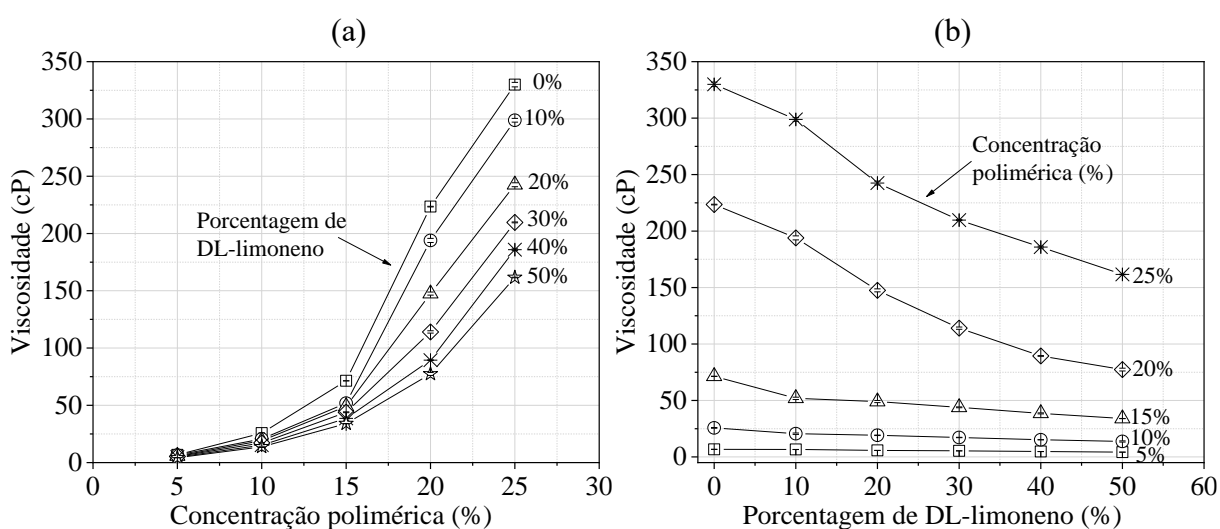 (a)
350
300
250
200
150
100
50
0
Viscosidade (cP)
0%
10%
20%
30%
40%
50%
Porcentagem de
DL-limoneno
0 5 10 15 20 25 30
Concentração polimérica (%)
(b)
350
300
250
200
150
100
50
0
Viscosidade (cP)
Concentração
polimérica (%)
25%
20%
15%
10%
5%
0 10 20 30 40 50 60
Porcentagem de DL-limoneno (%)